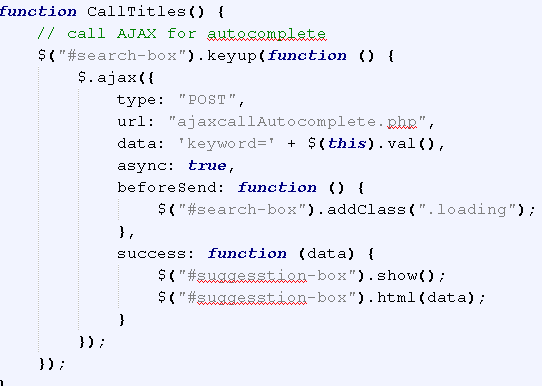 function CallTitles() {
    // call AJAX for autocomplete
    $("#search-box").keyup(function () {
        $.ajax({
            type: "POST",
            url: "ajaxcallAutocomplete.php",
            data: 'keyword=' + $(this).val(),
            async: true,
            beforeSend: function () {
                $("#search-box").addClass(".loading");
            },
            success: function (data) {
                $("#suggesstion-box").show();
                $("#suggesstion-box").html(data);
            }
        });
    });
}